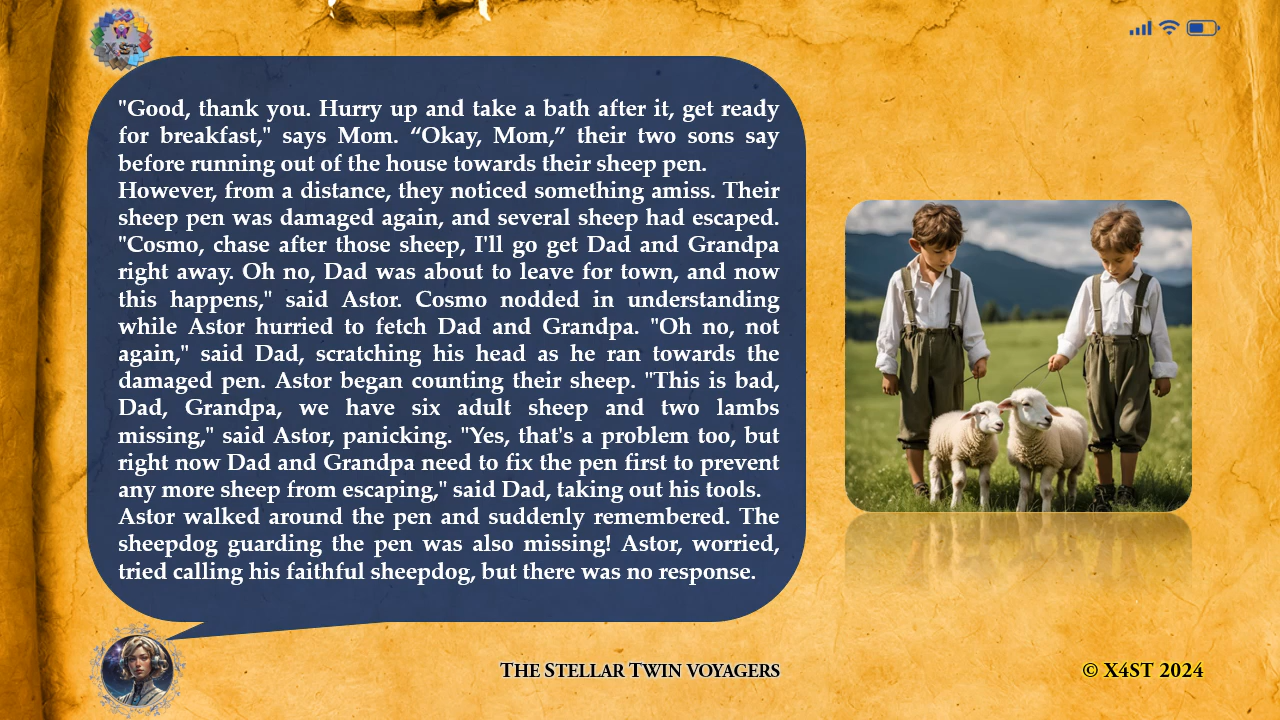 X4ST
"Good, thank you. Hurry up and take a bath after it, get ready
for breakfast," says Mom. “Okay, Mom,” their two sons say
before running out of the house towards their sheep pen.
However, from a distance, they noticed something amiss. Their
sheep pen was damaged again, and several sheep had escaped.
"Cosmo, chase after those sheep, I'll go get Dad and Grandpa
right away. Oh no, Dad was about to leave for town, and now
this happens," said Astor. Cosmo nodded in understanding
while Astor hurried to fetch Dad and Grandpa. "Oh no, not
again," said Dad, scratching his head as he ran towards the
damaged pen. Astor began counting their sheep. "This is bad,
Dad, Grandpa, we have six adult sheep and two lambs
missing," said Astor, panicking. "Yes, that's a problem too, but
right now Dad and Grandpa need to fix the pen first to prevent
any more sheep from escaping," said Dad, taking out his tools.
Astor walked around the pen and suddenly remembered. The
sheepdog guarding the pen was also missing! Astor, worried,
tried calling his faithful sheepdog, but there was no response.
THE STELLAR TWIN VOYAGERS
© X4ST 2024